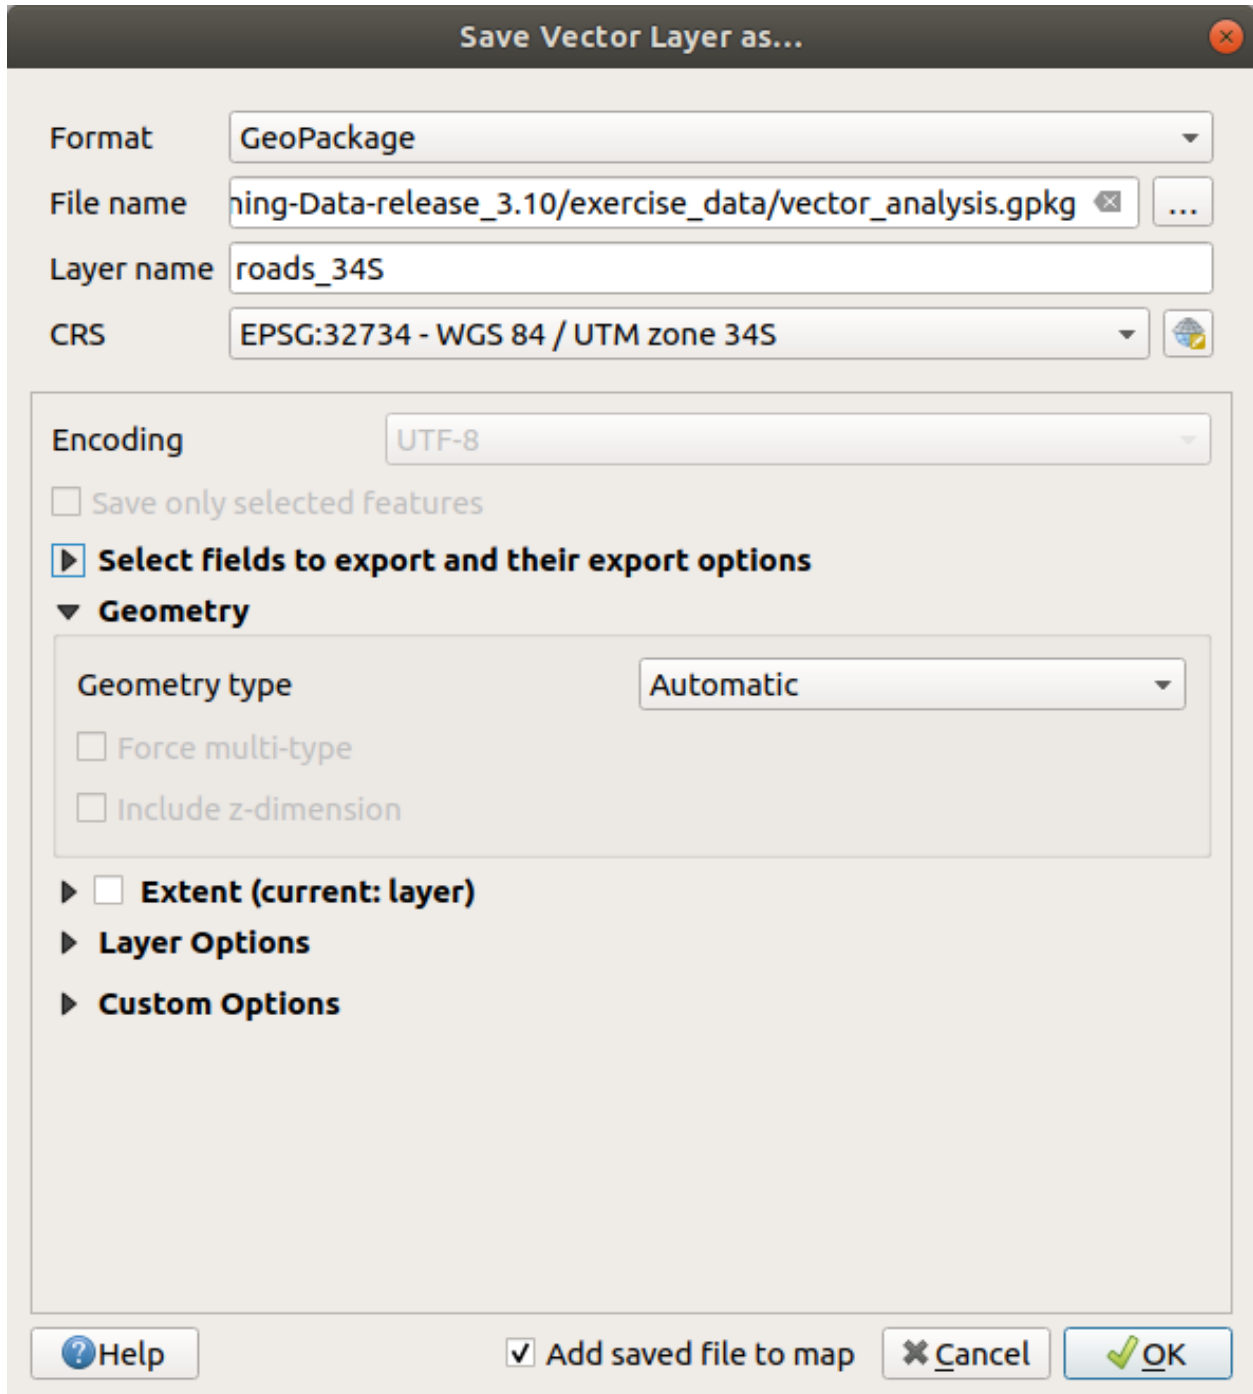 Save Vector Layer as...
Format GeoPackage
File name ning-Data-release_3.10/exercise_data/vector_analysis.gpkg ...
Layer name roads_34S
CRS EPSG:32734 - WGS 84 / UTM zone 34S
Encoding UTF-8
Save only selected features
Select fields to export and their export options
Geometry
Geometry type Automatic
Force multi-type
Include z-dimension
Extent (current: layer)
Layer Options
Custom Options
Help Add saved file to map Cancel OK